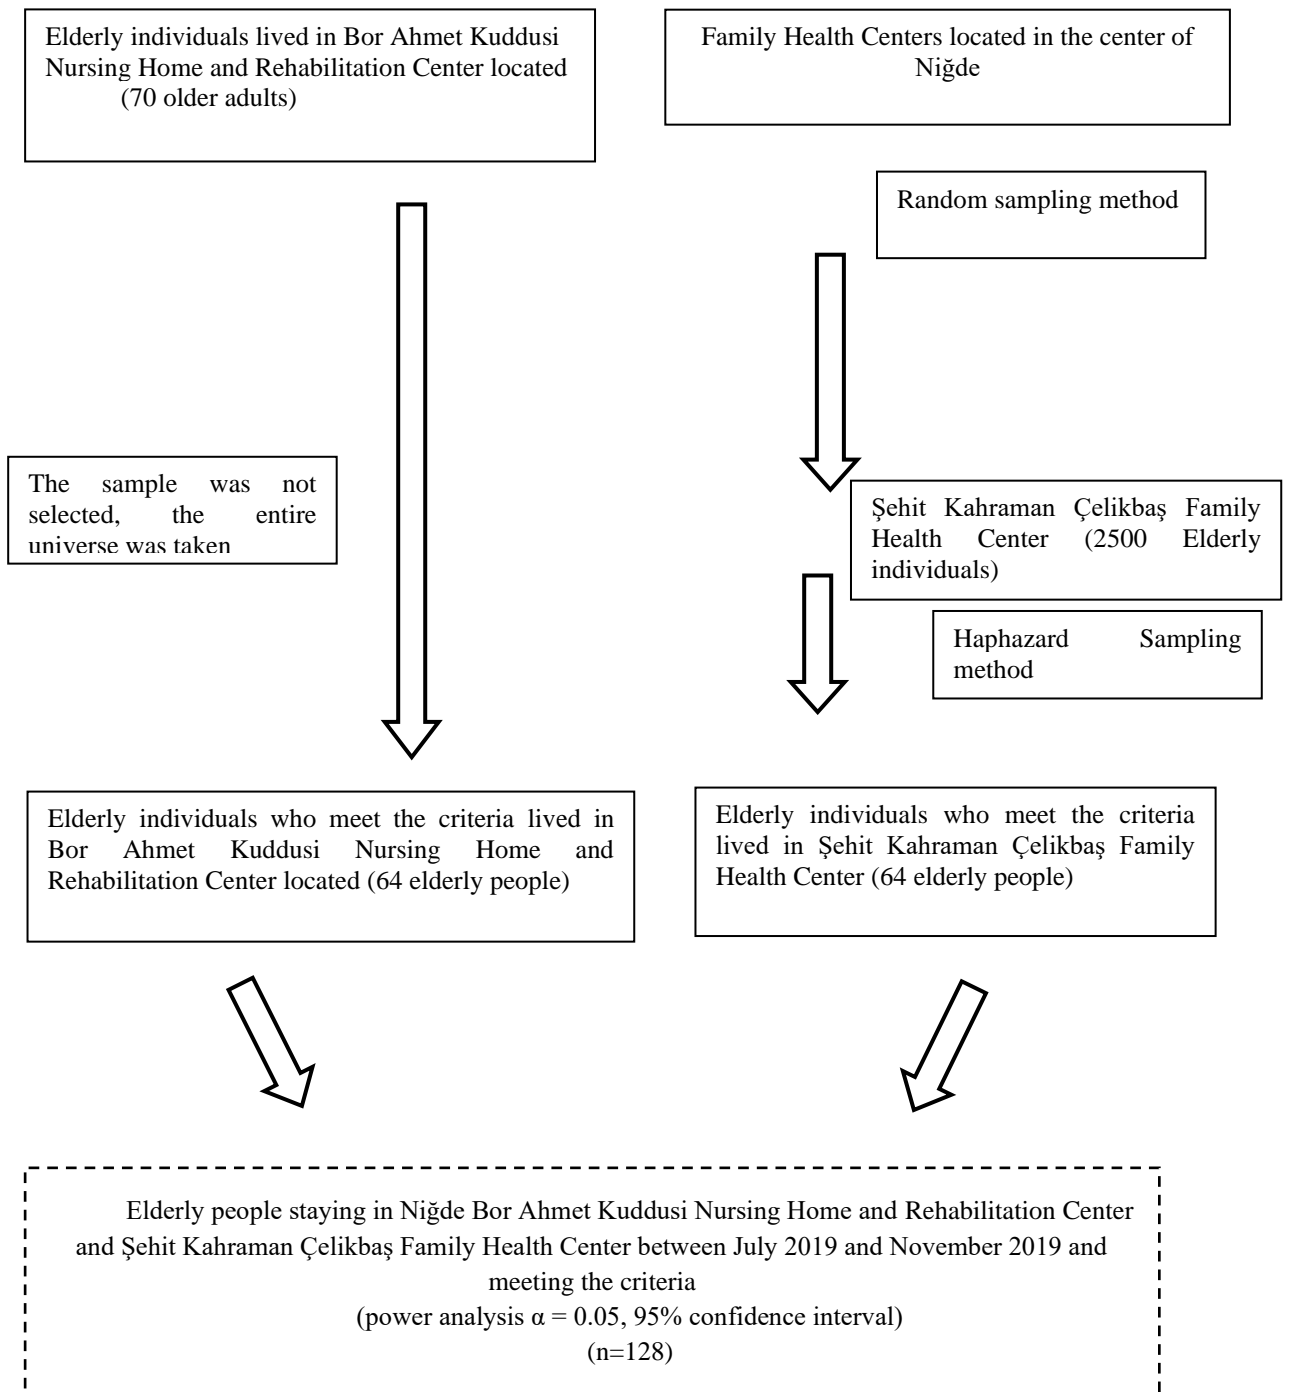 Elderly individuals lived in Bor Ahmet Kuddusi
Nursing Home and Rehabilitation Center located
(70 older adults)
Family Health Centers located in the center of
Niğde
Random sampling method
The sample was not
selected, the entire
universe was taken
Şehit Kahraman Çelikbaş Family
Health Center (2500 Elderly
individuals)
Haphazard Sampling
method
Elderly individuals who meet the criteria lived in
Bor Ahmet Kuddusi Nursing Home and
Rehabilitation Center located (64 elderly people)
Elderly individuals who meet the criteria
lived in Şehit Kahraman Çelikbaş Family
Health Center (64 elderly people)
Elderly people staying in Niğde Bor Ahmet Kuddusi Nursing Home and Rehabilitation Center
and Şehit Kahraman Çelikbaş Family Health Center between July 2019 and November 2019 and
meeting the criteria
(power analysis α = 0.05, 95% confidence interval)
(n=128)